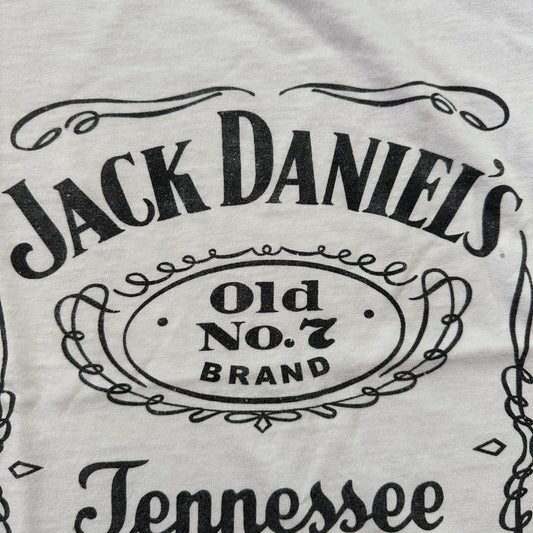 JACK DANIEL'S
Old
No.7
BRAND
Tennessee